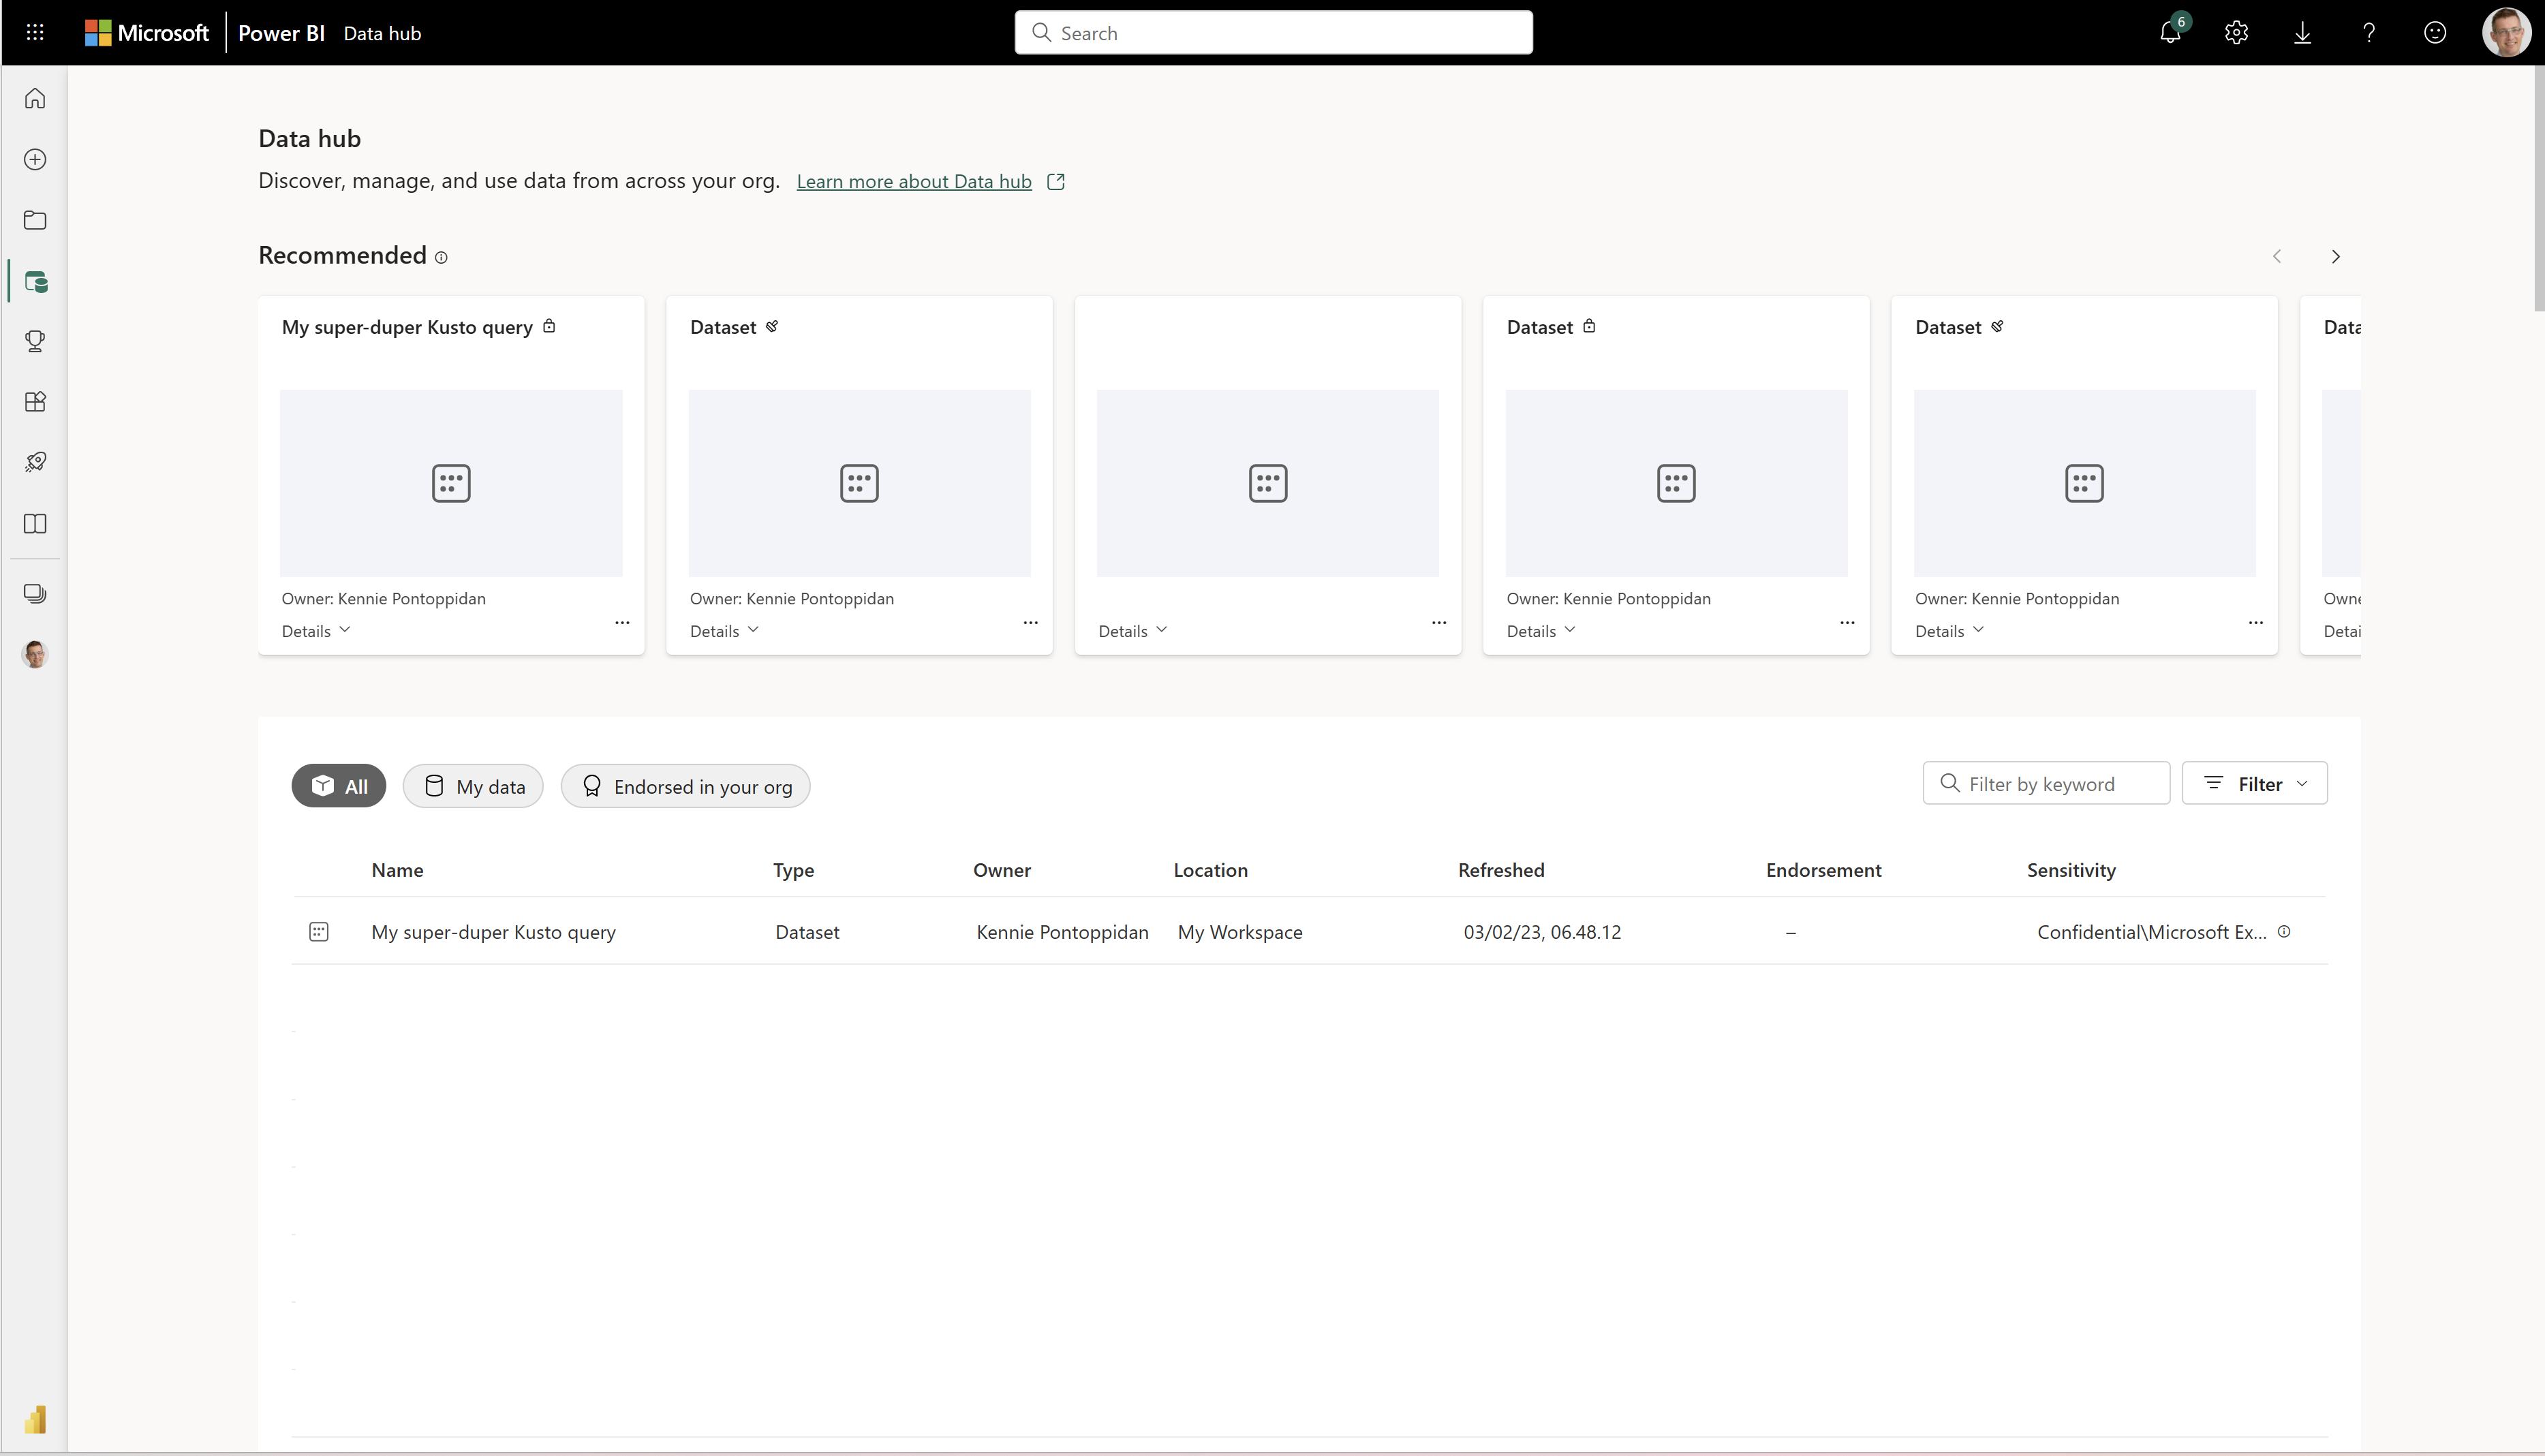 Microsoft Power BI Data hub Search 6
Data hub
Discover, manage, and use data from across your org. Learn more about Data hub
Recommended
My super-duper Kusto query Dataset Dataset Dataset Data
Owner: Kennie Pontoppidan Owner: Kennie Pontoppidan Owner: Kennie Pontoppidan Owner: Kennie Pontoppidan Owne
Details Details Details Details Details Detai
All My data Endorsed in your org Filter by keyword Filter
Name Type Owner Location Refreshed Endorsement Sensitivity
My super-duper Kusto query Dataset Kennie Pontoppidan My Workspace 03/02/23, 06.48.12 – Confidential\Microsoft Ex...